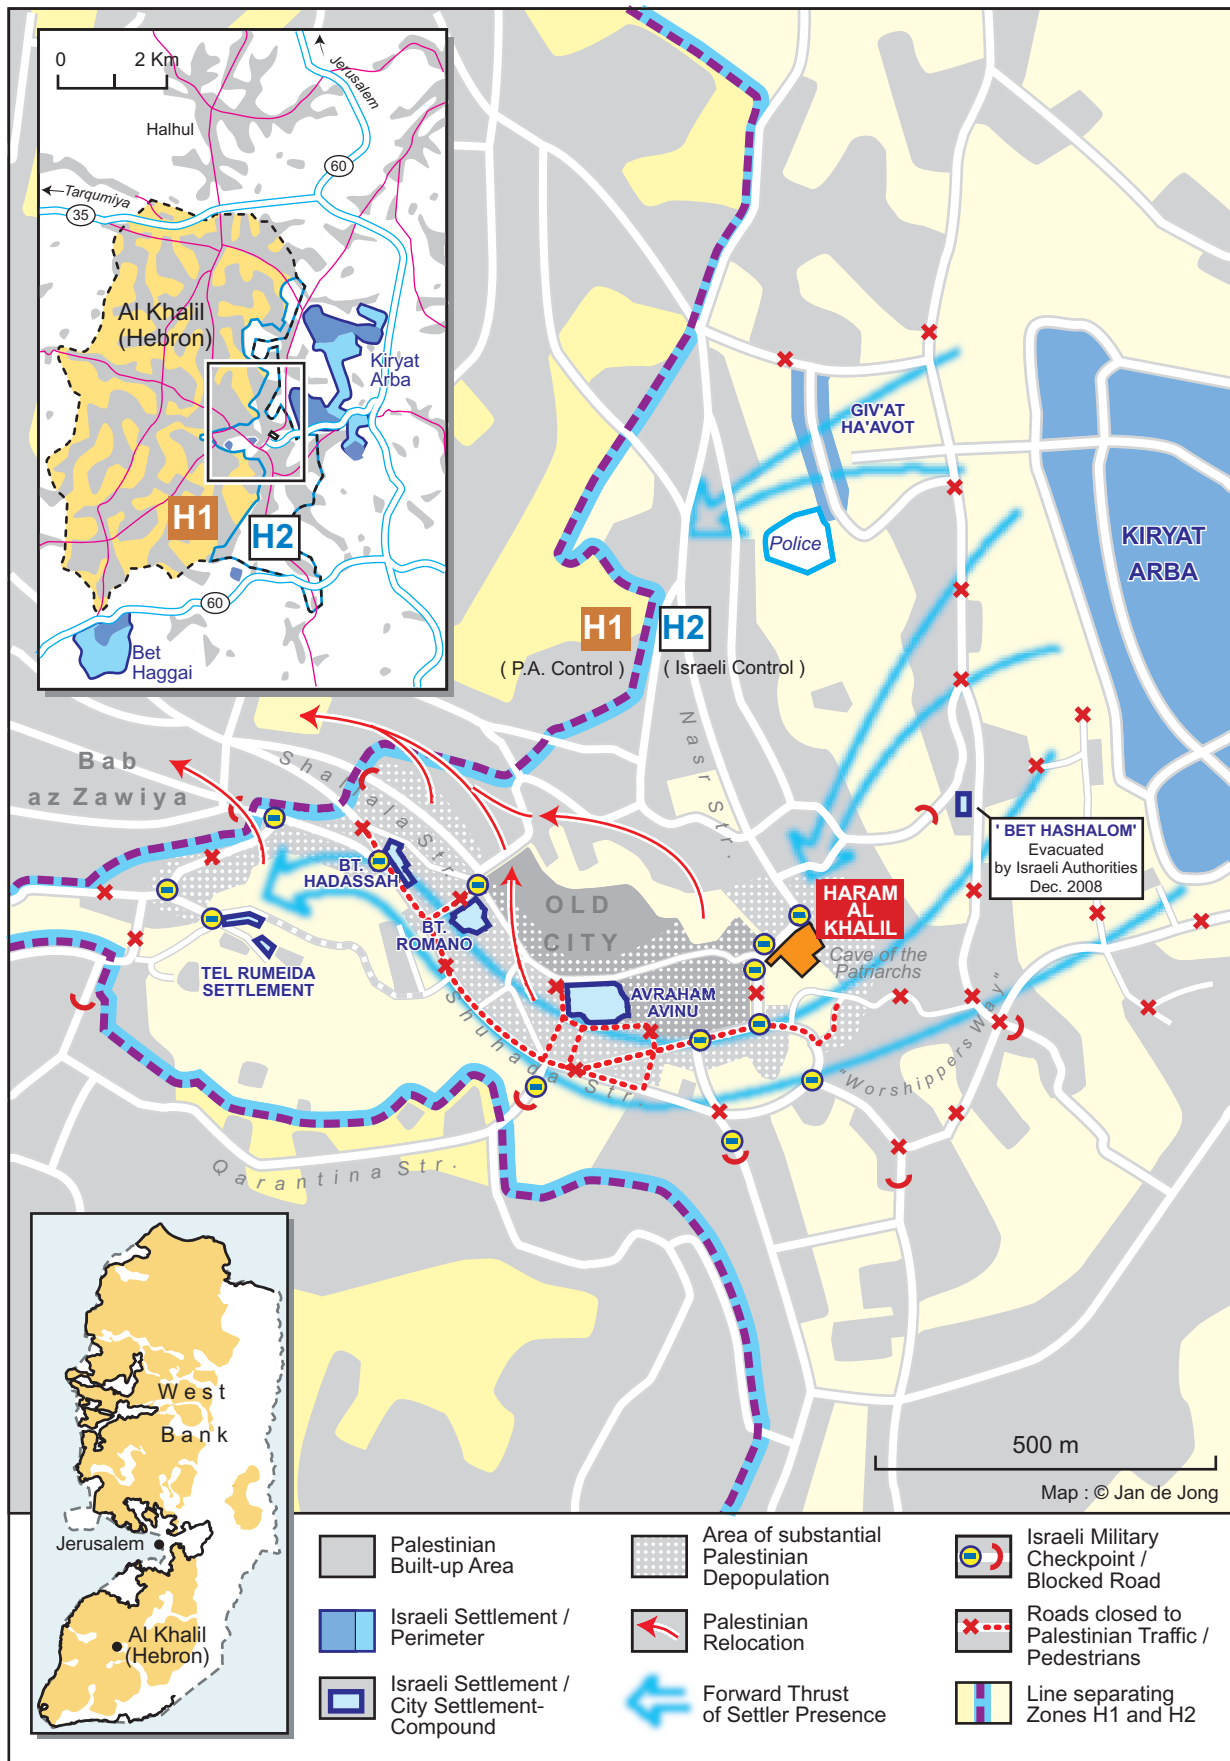 0 2 Km
Jerusalem
Halhul
60
Tarqumiya
35
Al Khalil
(Hebron)
Kiryat
Arba
H1
H2
60
Bet
Haggai
GIV'AT
HA'AVOT
Police
KIRYAT
ARBA
H1
H2
( P.A. Control )
( Israeli Control )
Nasr Str.
Bab
az Zawiya
Shallala Str.
' BET HASHALOM'
Evacuated
by Israeli Authorities
Dec. 2008
BT.
HADASSAH
HARAM
AL
KHALIL
OLD
CITY
BT.
ROMANO
Cave of the
Patriarchs
TEL RUMEIDA
SETTLEMENT
AVRAHAM
AVINU
Shuhada Str.
"Worshippers Way"
Qarantina Str.
West
Bank
Jerusalem
Al Khalil
(Hebron)
500 m
Map : © Jan de Jong
Palestinian
Built-up Area
Israeli Settlement /
Perimeter
Israeli Settlement /
City Settlement-
Compound
Area of substantial
Palestinian
Depopulation
Palestinian
Relocation
Forward Thrust
of Settler Presence
Israeli Military
Checkpoint /
Blocked Road
Roads closed to
Palestinian Traffic /
Pedestrians
Line separating
Zones H1 and H2